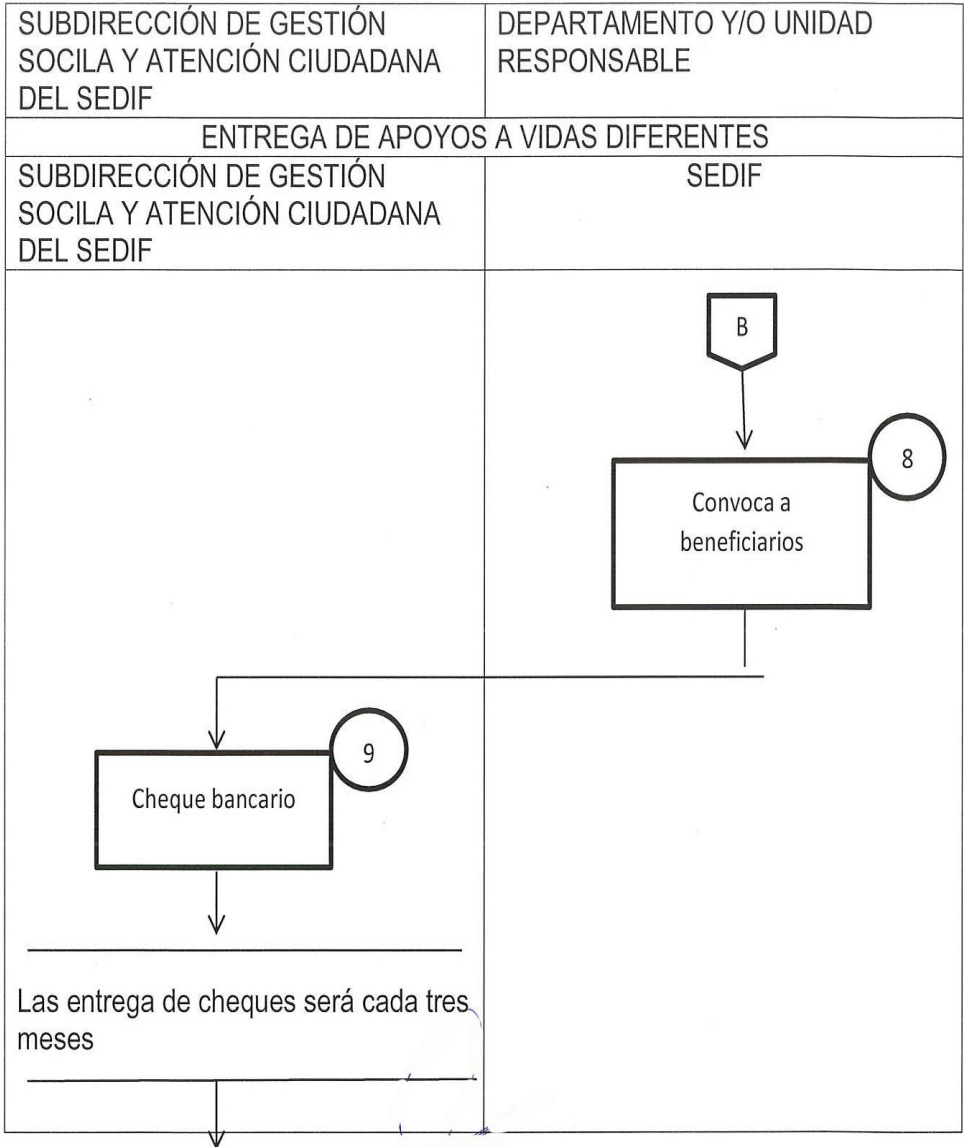 SUBDIRECCIÓN DE GESTIÓN
SOCILA Y ATENCIÓN CIUDADANA
DEL SEDIF
DEPARTAMENTO Y/O UNIDAD
RESPONSABLE
ENTREGA DE APOYOS A VIDAS DIFERENTES
SUBDIRECCIÓN DE GESTIÓN
SOCILA Y ATENCIÓN CIUDADANA
DEL SEDIF
SEDIF
B
8
Convoca a
beneficiarios
9
Cheque bancario
Las entrega de cheques será cada tres
meses